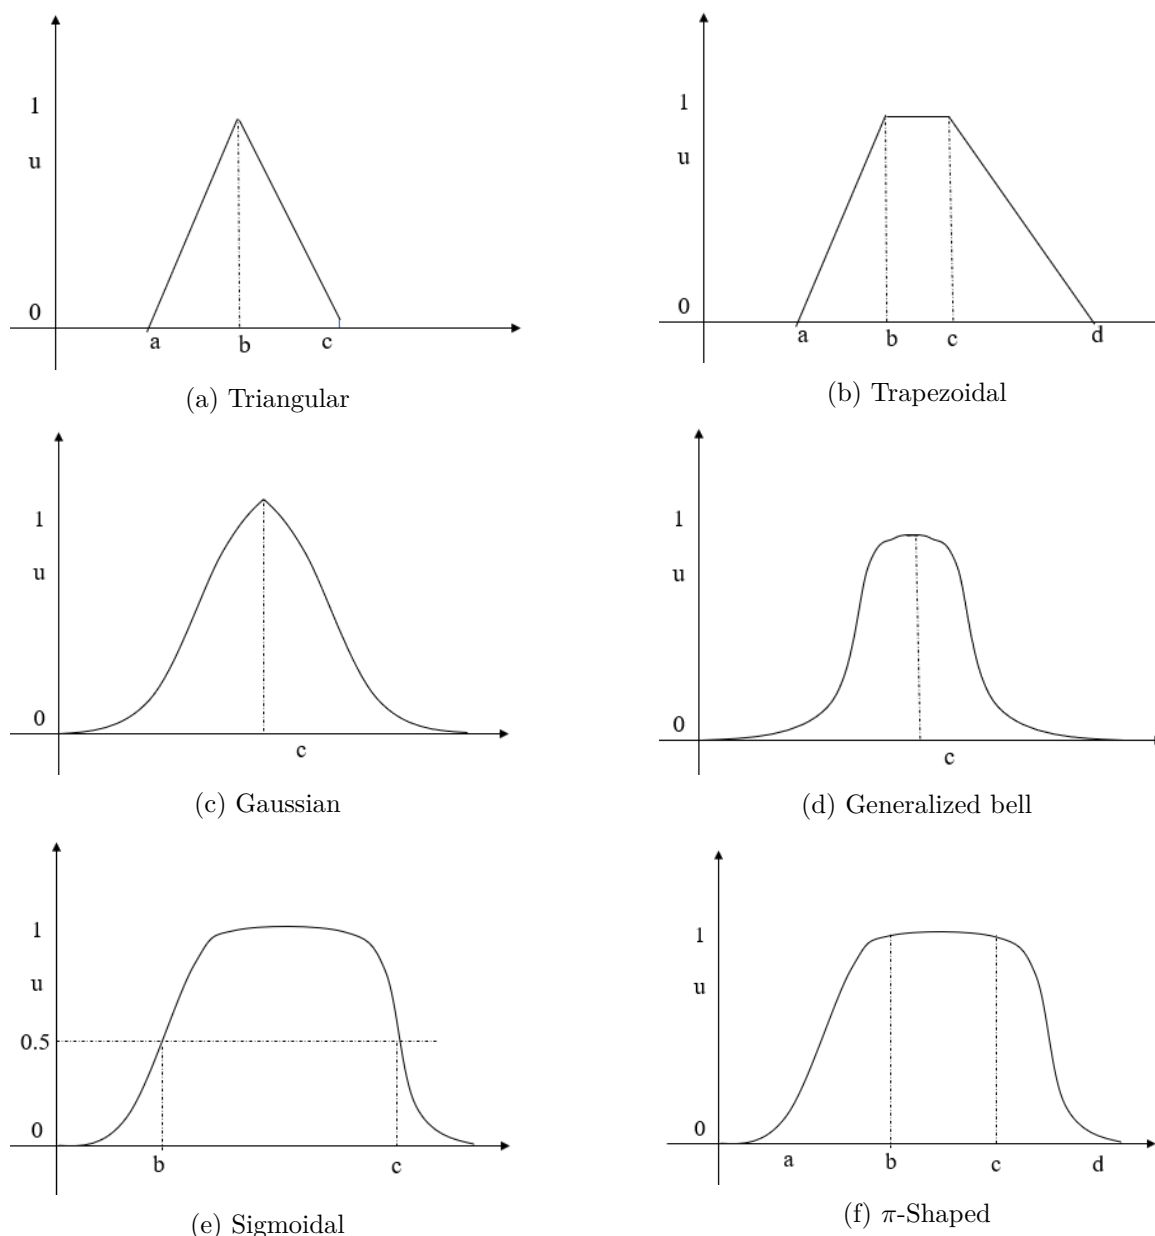 1
u
0
a
b
c
(a) Triangular
1
u
0
a
b
c
d
(b) Trapezoidal
1
u
0
c
(c) Gaussian
1
u
0
c
(d) Generalized bell
1
u
0.5
0
b
c
(e) Sigmoidal
1
u
0
a
b
c
d
(f) π-Shaped